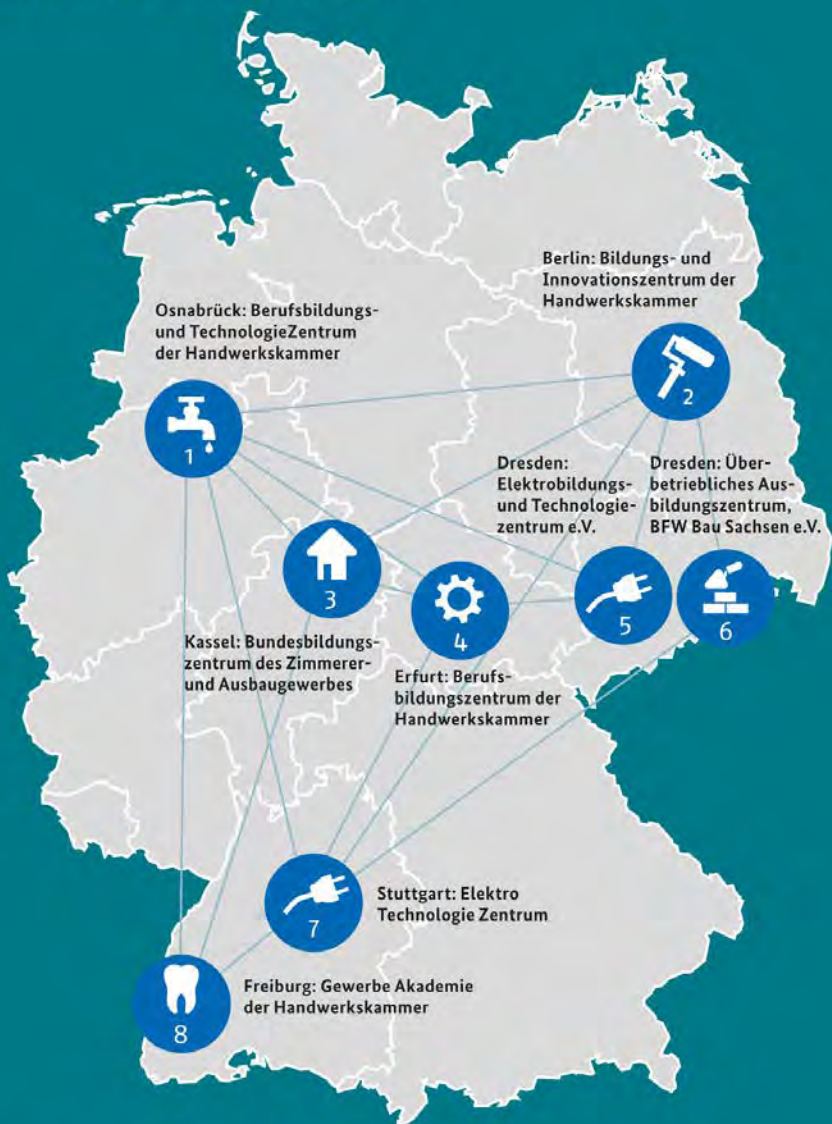 Berlin: Bildungs- und
Innovationszentrum der
Handwerkskammer
2
Osnabrück: Berufsbildungs-
und TechnologieZentrum
der Handwerkskammer
1
Dresden:
Elektrobildungs-
und Technologie-
zentrum e.V.
5
Dresden: Über-
betriebliches Aus-
bildungszentrum,
BFW Bau Sachsen e.V.
6
3
Kassel: Bundesbildungs-
zentrum des Zimmerer-
und Ausbaugewerbes
4
Erfurt: Berufs-
bildungszentrum der
Handwerkskammer
7
Stuttgart: Elektro
Technologie Zentrum
8
Freiburg: Gewerbe Akademie
der Handwerkskammer